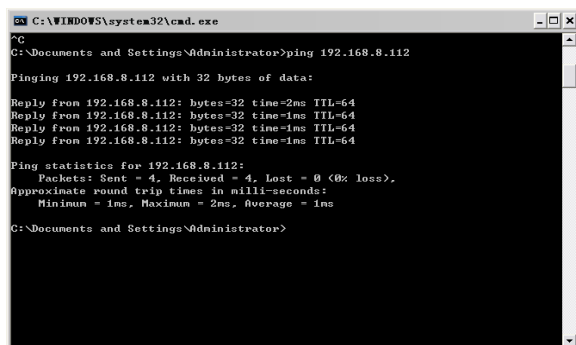 C:\WINDOWS\system32\cmd.exe
^C
C:\Documents and Settings\Administrator>ping 192.168.8.112
Pinging 192.168.8.112 with 32 bytes of data:
Reply from 192.168.8.112: bytes=32 time=2ms TTL=64
Reply from 192.168.8.112: bytes=32 time=1ms TTL=64
Reply from 192.168.8.112: bytes=32 time=1ms TTL=64
Reply from 192.168.8.112: bytes=32 time=1ms TTL=64
Ping statistics for 192.168.8.112:
    Packets: Sent = 4, Received = 4, Lost = 0 (0% loss),
Approximate round trip times in milli-seconds:
    Minimum = 1ms, Maximum = 2ms, Average = 1ms
C:\Documents and Settings\Administrator>